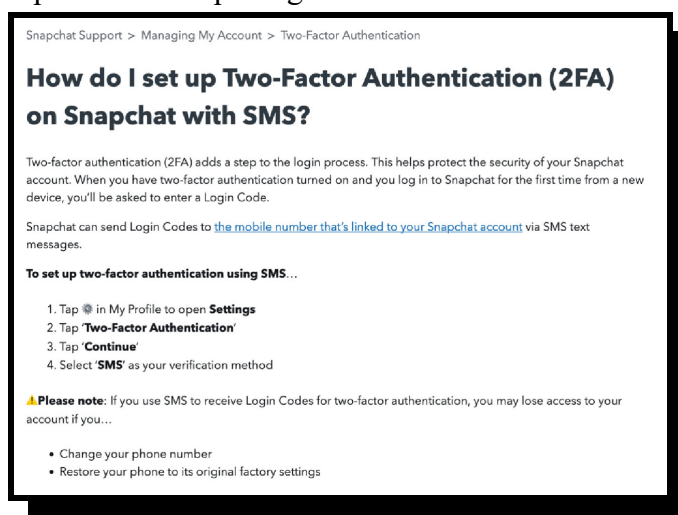 Snapchat Support > Managing My Account > Two-Factor Authentication
How do I set up Two-Factor Authentication (2FA)
on Snapchat with SMS?
Two-factor authentication (2FA) adds a step to the login process. This helps protect the security of your Snapchat
account. When you have two-factor authentication turned on and you log in to Snapchat for the first time from a new
device, you'll be asked to enter a Login Code.
Snapchat can send Login Codes to the mobile number that's linked to your Snapchat account via SMS text
messages.
To set up two-factor authentication using SMS…
1. Tap ⚙ in My Profile to open Settings
2. Tap 'Two-Factor Authentication'
3. Tap 'Continue'
4. Select 'SMS' as your verification method
⚠Please note: If you use SMS to receive Login Codes for two-factor authentication, you may lose access to your
account if you…
• Change your phone number
• Restore your phone to its original factory settings